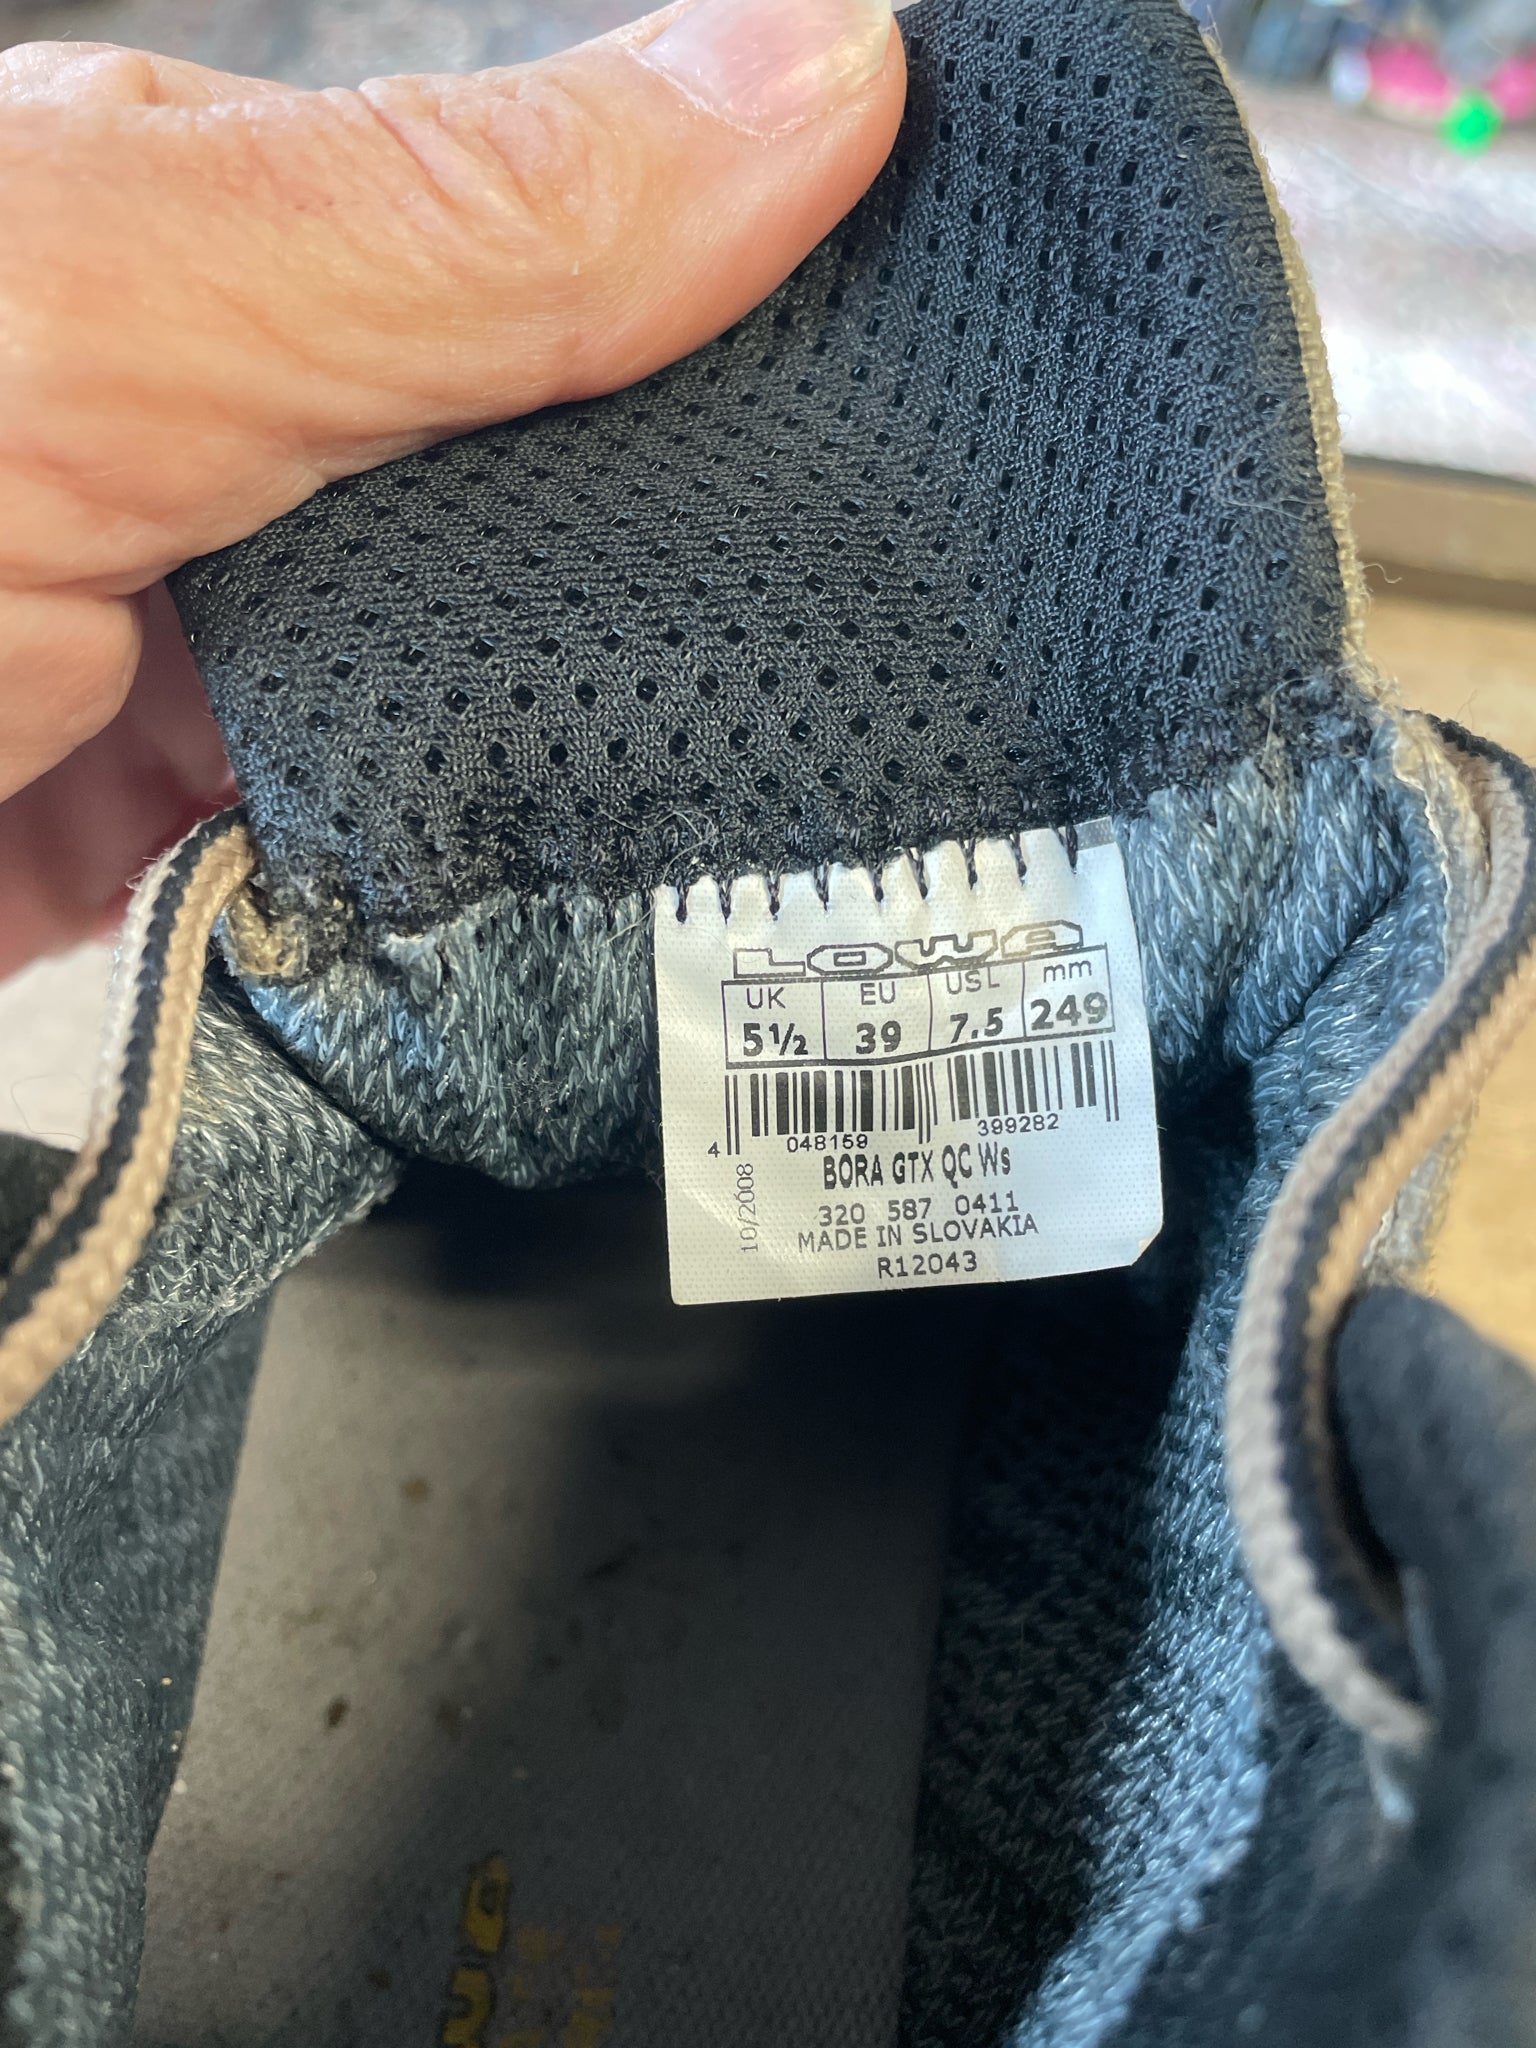 LOWA
UK EU USL mm
5½ 39 7.5 249
4 048159 399282
BORA GTX QC Ws
10/2008
320 587 0411
MADE IN SLOVAKIA
R12043